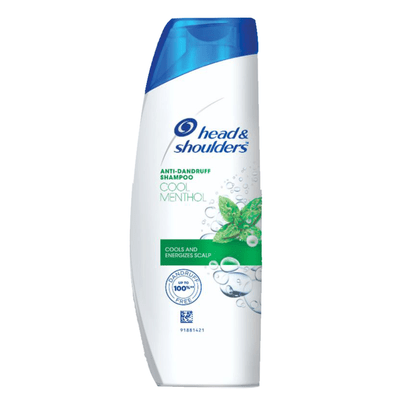 head &
shoulders
ANTI-DANDRUFF
SHAMPOO
COOL
MENTHOL
COOLS AND
ENERGIZES SCALP
DANDRUFF
UP TO
100%
FREE
91881421